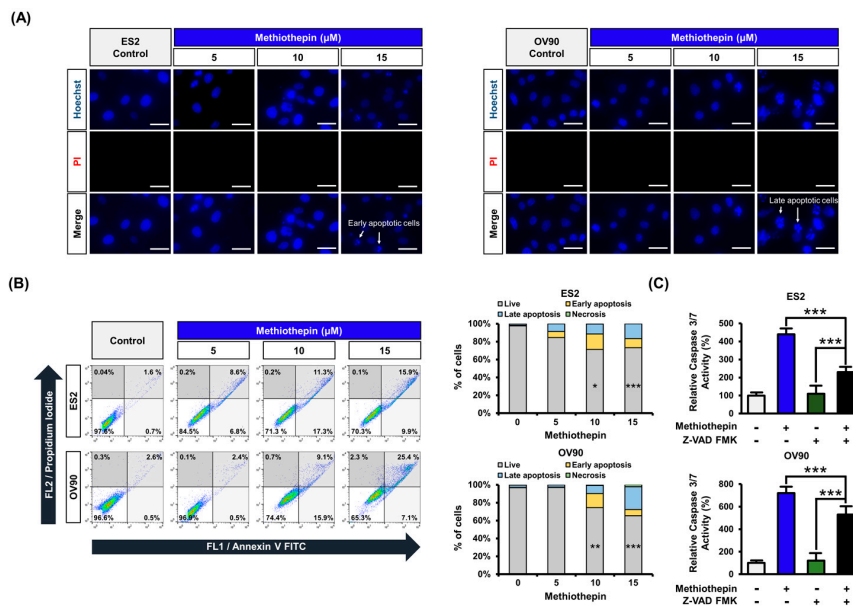 (A)
ES2
Control
Methiothepin (μM)
5 10 15
Hoechst
PI
Merge
Early apoptotic cells
OV90
Control
Methiothepin (μM)
5 10 15
Hoechst
PI
Merge
Late apoptotic cells
(B)
Control
Methiothepin (μM)
5 10 15
FL2 / Propidium Iodide
ES2
0.04% 1.6 % 0.2% 8.6% 0.2% 11.3% 0.1% 15.9%
97.6% 0.7% 84.5% 6.8% 71.3 % 17.3% 70.3% 9.9%
OV90
0.3% 2.6% 0.1% 2.4% 0.7% 9.1% 2.3 % 25.4 %
96.6% 0.5% 96.9% 0.5% 74.4% 15.9% 65.3% 7.1%
FL1 / Annexin V FITC
ES2
Live Early apoptosis
Late apoptosis Necrosis
% of cells
100%
80%
60%
40%
20%
0%
* ***
0 5 10 15
Methiothepin
OV90
Live Early apoptosis
Late apoptosis Necrosis
% of cells
100%
80%
60%
40%
20%
0%
** ***
0 5 10 15
Methiothepin
(C)
ES2
Relative Caspase 3/7
Activity (%)
500
400
300
200
100
0
***
***
Methiothepin - + - +
Z-VAD FMK - - + +
OV90
Relative Caspase 3/7
Activity (%)
800
600
400
200
0
***
***
Methiothepin - + - +
Z-VAD FMK - - + +